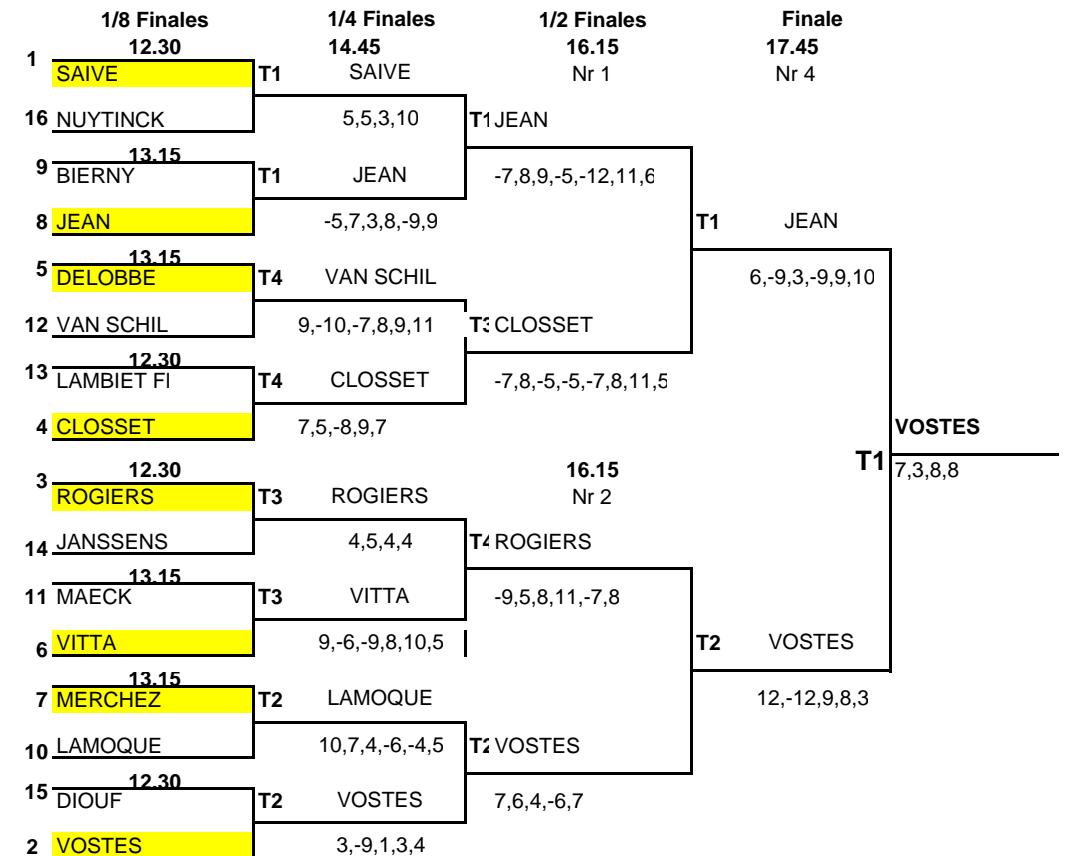 1/8 Finales 1/4 Finales 1/2 Finales Finale
12.30 14.45 16.15 17.45
1 SAIVE T1 SAIVE Nr 1 Nr 4
16 NUYTINCK 5,5,3,10 T1 JEAN
13.15
9 BIERNY T1 JEAN -7,8,9,-5,-12,11,6
8 JEAN -5,7,3,8,-9,9 T1 JEAN
13.15
5 DELOBBE T4 VAN SCHIL 6,-9,3,-9,9,10
12 VAN SCHIL 9,-10,-7,8,9,11 T3 CLOSSET
12.30
13 LAMBIET FI T4 CLOSSET -7,8,-5,-5,-7,8,11,5
4 CLOSSET 7,5,-8,9,7 VOSTES
12.30 16.15 T1 7,3,8,8
3 ROGIERS T3 ROGIERS Nr 2
14 JANSSENS 4,5,4,4 T4 ROGIERS
13.15
11 MAECK T3 VITTA -9,5,8,11,-7,8
6 VITTA 9,-6,-9,8,10,5 T2 VOSTES
13.15
7 MERCHEZ T2 LAMOQUE 12,-12,9,8,3
10 LAMOQUE 10,7,4,-6,-4,5 T2 VOSTES
12.30
15 DIOUF T2 VOSTES 7,6,4,-6,7
2 VOSTES 3,-9,1,3,4